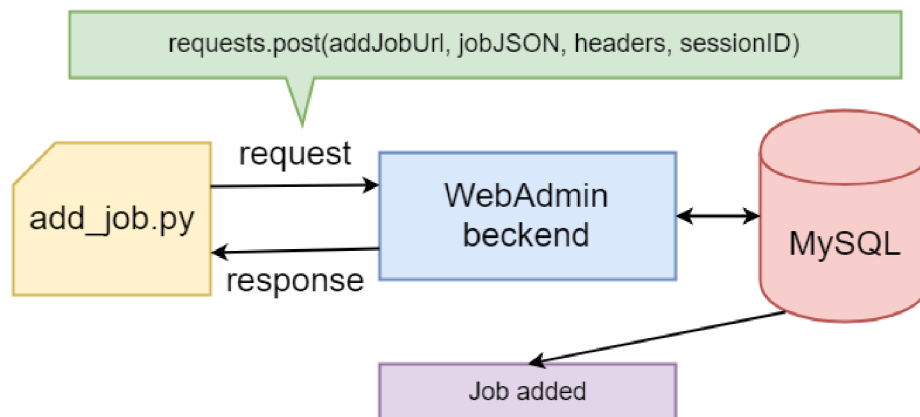 requests.post(addJobUrl, jobJSON, headers, sessionID)
request
add_job.py
WebAdmin
beckend
MySQL
response
Job added